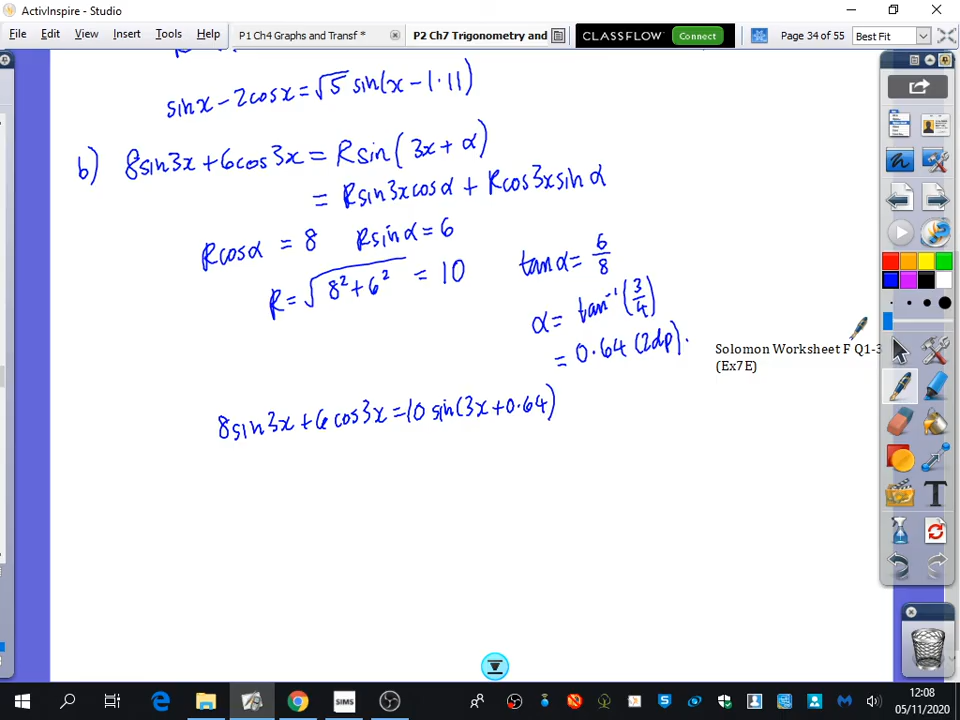 ActivInspire - Studio
File Edit View Insert Tools Help
P1 Ch4 Graphs and Transf *
P2 Ch7 Trigonometry and
CLASSFLOW Connect
Page 34 of 55
Best Fit
sinx - 2cosx = √5 sin(x - 1·11)
b) 8sin3x + 6cos3x = Rsin(3x + α)
= Rsin3xcosα + Rcos3xsinα
Rcosα = 8 Rsinα = 6
R = √8² + 6² = 10
tanα = 6/8
α = tan⁻¹(3/4)
= 0·64 (2dp).
Solomon Worksheet F Q1-3
(Ex7E)
8sin3x + 6cos3x = 10 sin(3x + 0·64)
SIMS
12:08
05/11/2020